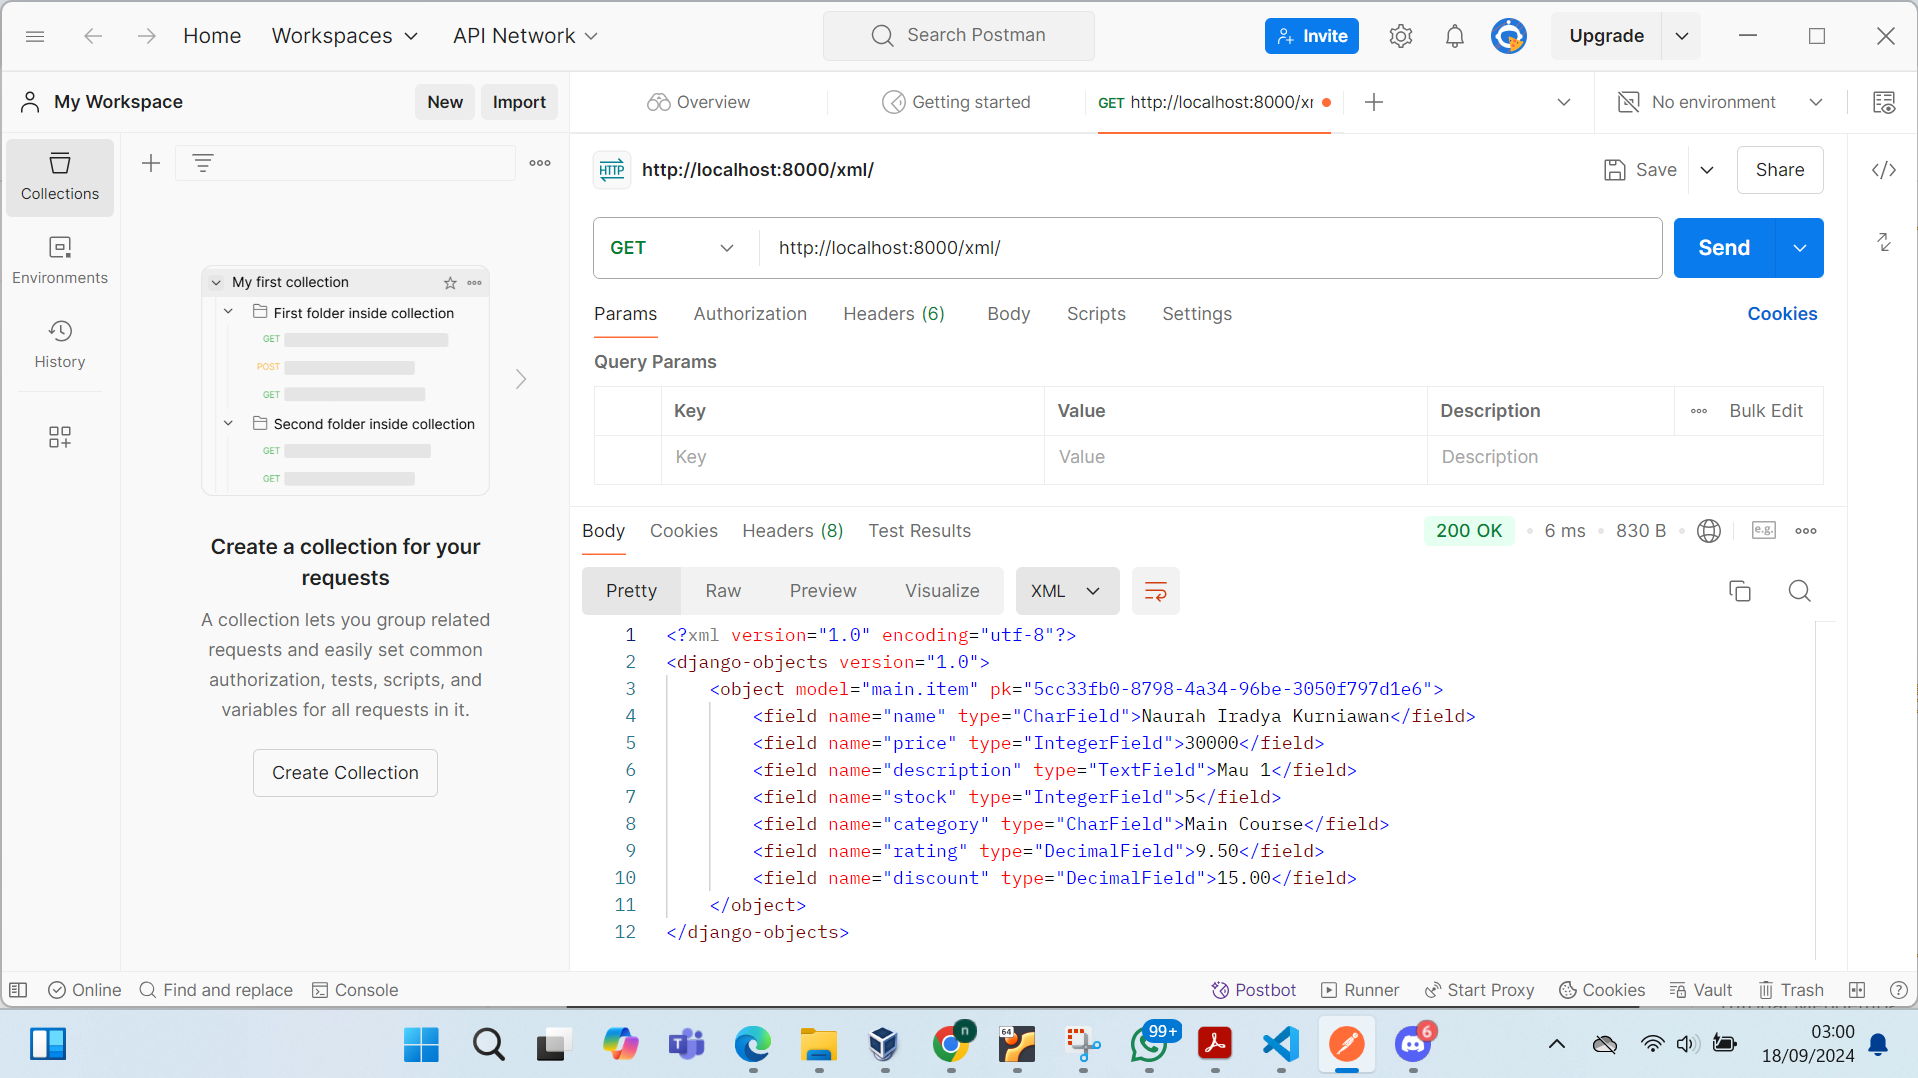 Home Workspaces API Network Search Postman Invite Upgrade
My Workspace New Import Overview Getting started GET http://localhost:8000/xr No environment
Collections
Environments
History
My first collection
First folder inside collection
GET
POST
GET
Second folder inside collection
GET
GET
Create a collection for your
requests
A collection lets you group related
requests and easily set common
authorization, tests, scripts, and
variables for all requests in it.
Create Collection
HTTP http://localhost:8000/xml/ Save Share
GET http://localhost:8000/xml/ Send
Params Authorization Headers (6) Body Scripts Settings Cookies
Query Params
Key Value Description Bulk Edit
Key Value Description
Body Cookies Headers (8) Test Results 200 OK 6 ms 830 B e.g.
Pretty Raw Preview Visualize XML
1 <?xml version="1.0" encoding="utf-8"?>
2 <django-objects version="1.0">
3 <object model="main.item" pk="5cc33fb0-8798-4a34-96be-3050f797d1e6">
4 <field name="name" type="CharField">Naurah Iradya Kurniawan</field>
5 <field name="price" type="IntegerField">30000</field>
6 <field name="description" type="TextField">Mau 1</field>
7 <field name="stock" type="IntegerField">5</field>
8 <field name="category" type="CharField">Main Course</field>
9 <field name="rating" type="DecimalField">9.50</field>
10 <field name="discount" type="DecimalField">15.00</field>
11 </object>
12 </django-objects>
Online Find and replace Console Postbot Runner Start Proxy Cookies Vault Trash
n 64 99+ 6
03:00
18/09/2024